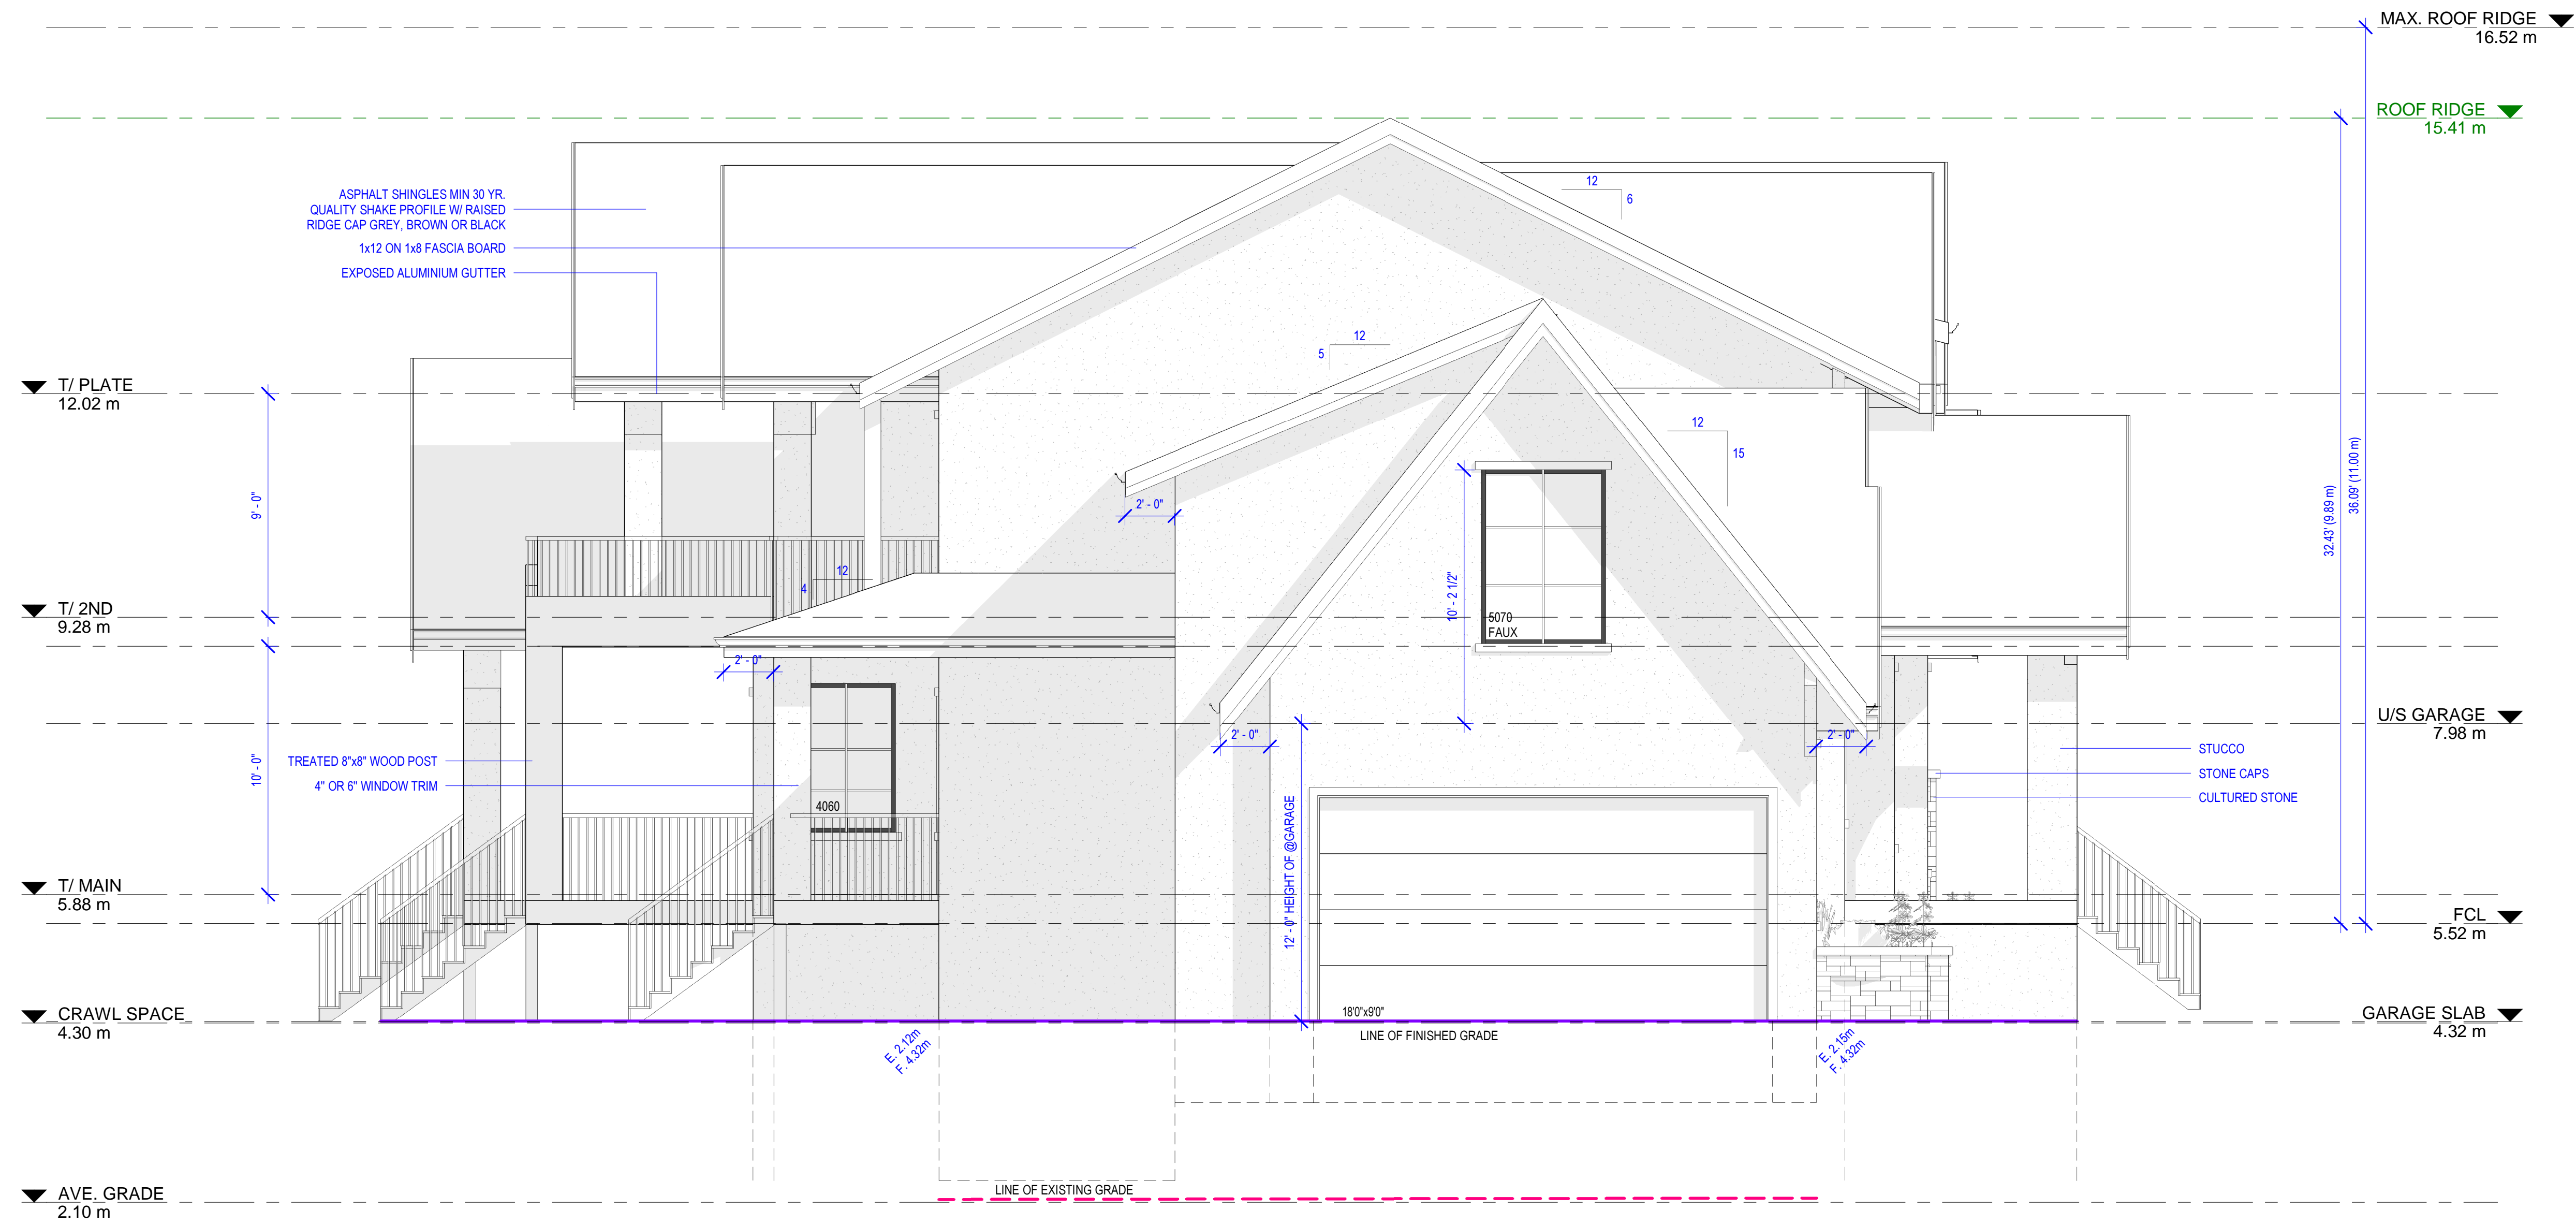 MAX. ROOF RIDGE
16.52 m
ROOF RIDGE
15.41 m
ASPHALT SHINGLES MIN 30 YR.
QUALITY SHAKE PROFILE W/ RAISED
RIDGE CAP GREY, BROWN OR BLACK
1x12 ON 1x8 FASCIA BOARD
EXPOSED ALUMINIUM GUTTER
12
6
12
5
T/ PLATE
12.02 m
12
15
9' - 0"
2' - 0"
32.43' (9.89 m)
36.09' (11.00 m)
10' - 2 1/2"
12
4
T/ 2ND
9.28 m
5070
FAUX
2' - 0"
U/S GARAGE
7.98 m
2' - 0"
2' - 0"
10' - 0"
TREATED 8"x8" WOOD POST
4" OR 6" WINDOW TRIM
4060
STUCCO
STONE CAPS
CULTURED STONE
12' - 0" HEIGHT OF @GARAGE
T/ MAIN
5.88 m
FCL
5.52 m
CRAWL SPACE
4.30 m
18'0"x9'0"
GARAGE SLAB
4.32 m
LINE OF FINISHED GRADE
E. 2.12m
F. 4.32m
E. 2.15m
F. 4.32m
LINE OF EXISTING GRADE
AVE. GRADE
2.10 m